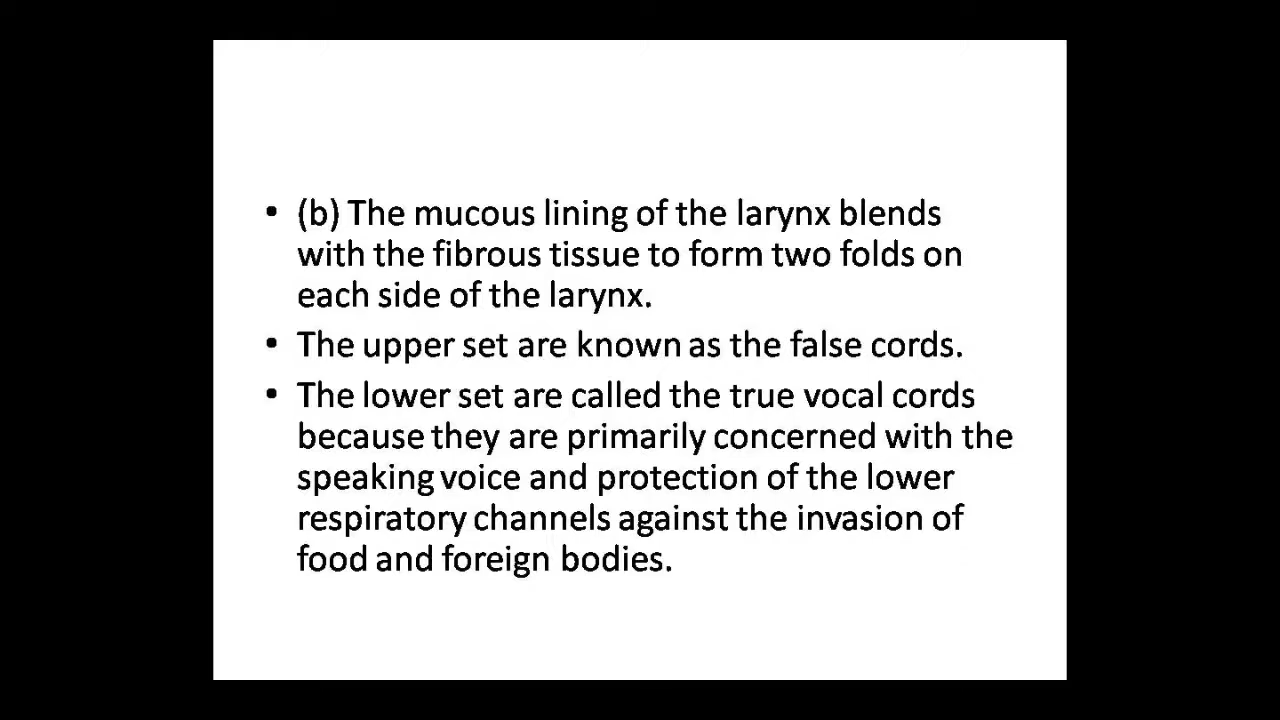 • (b) The mucous lining of the larynx blends
with the fibrous tissue to form two folds on
each side of the larynx.
• The upper set are known as the false cords.
• The lower set are called the true vocal cords
because they are primarily concerned with the
speaking voice and protection of the lower
respiratory channels against the invasion of
food and foreign bodies.